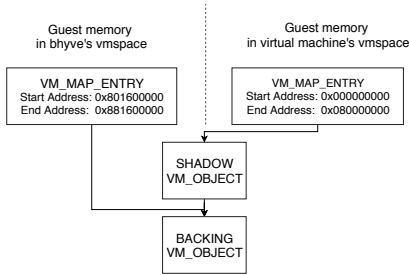 Guest memory
in bhyve's vmspace
Guest memory
in virtual machine's vmspace
VM_MAP_ENTRY
Start Address: 0x801600000
End Address: 0x881600000
VM_MAP_ENTRY
Start Address: 0x000000000
End Address: 0x080000000
SHADOW
VM_OBJECT
BACKING
VM_OBJECT